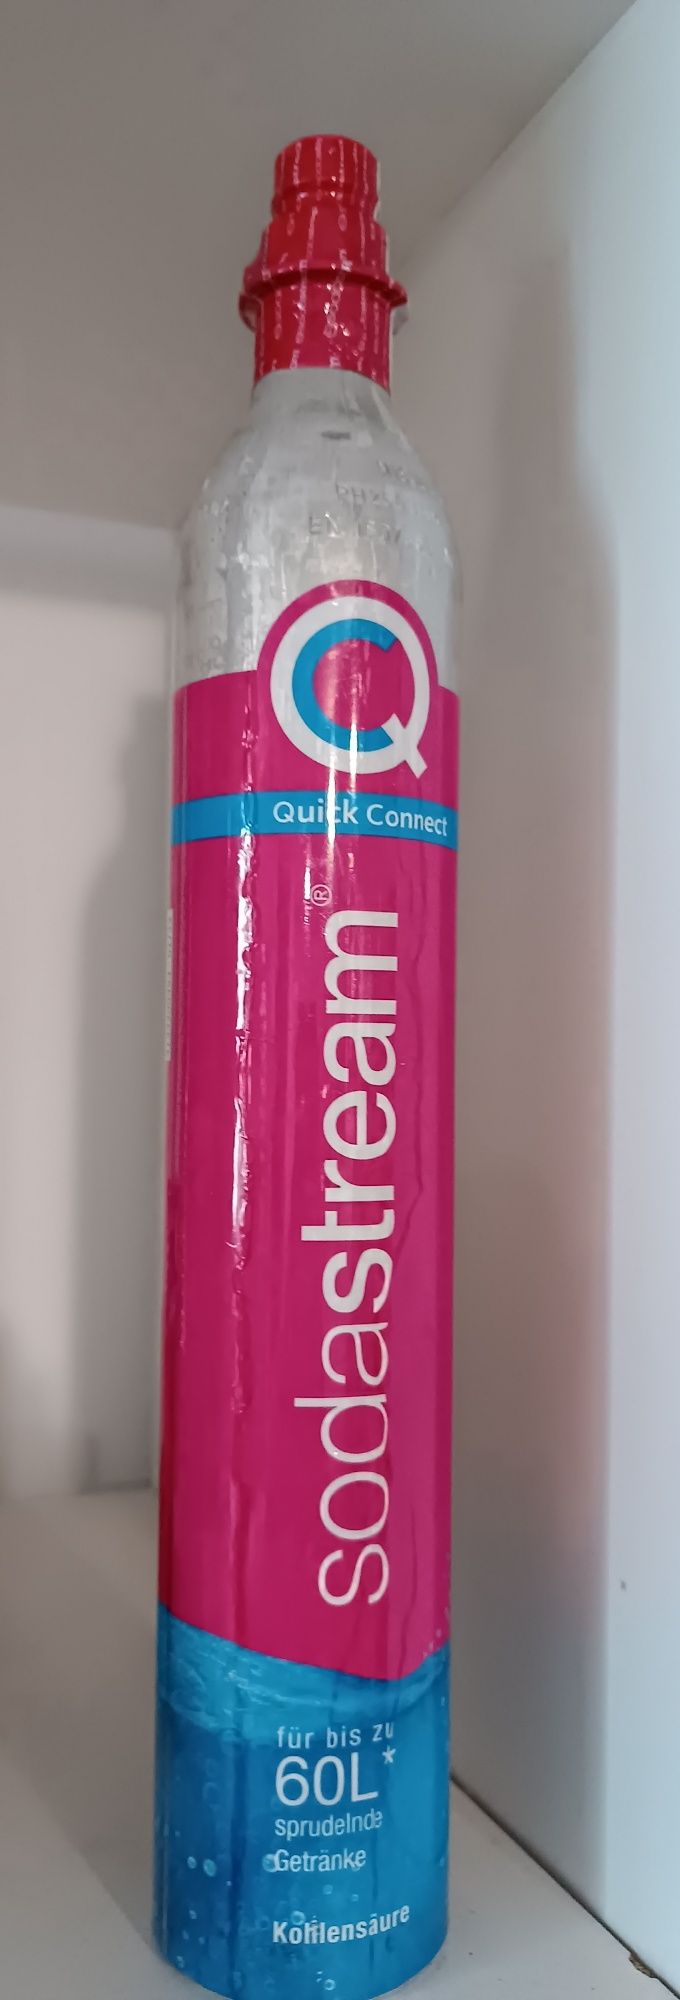 Quick Connect
sodastream®
für bis zu
60L*
sprudelnde
Getränke
Kohlensäure